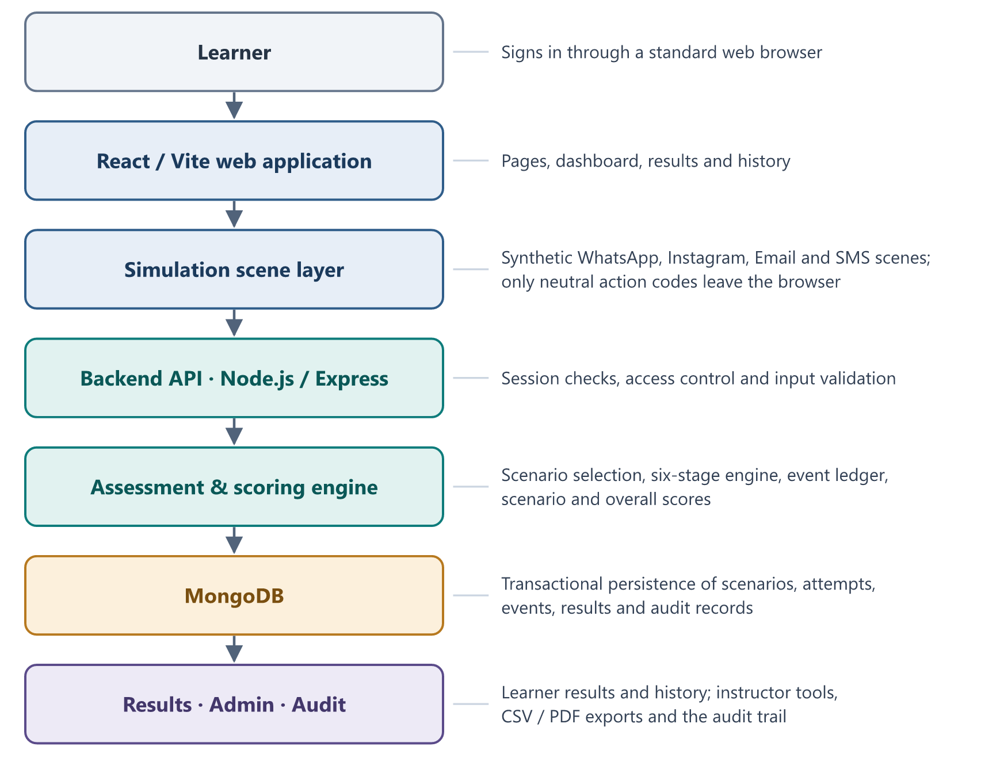 Learner
Signs in through a standard web browser
React / Vite web application
Pages, dashboard, results and history
Simulation scene layer
Synthetic WhatsApp, Instagram, Email and SMS scenes;
only neutral action codes leave the browser
Backend API · Node.js / Express
Session checks, access control and input validation
Assessment & scoring engine
Scenario selection, six-stage engine, event ledger,
scenario and overall scores
MongoDB
Transactional persistence of scenarios, attempts,
events, results and audit records
Results · Admin · Audit
Learner results and history; instructor tools,
CSV / PDF exports and the audit trail